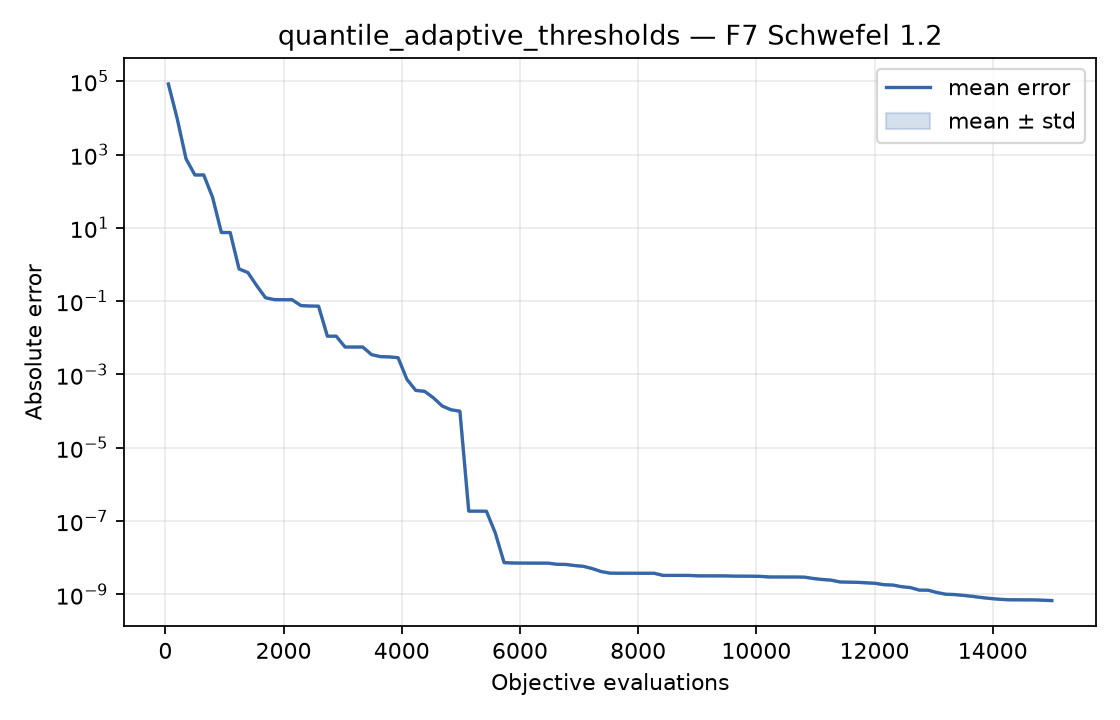 quantile_adaptive_thresholds — F7 Schwefel 1.2
mean error
mean ± std
Absolute error
10^5
10^3
10^1
10^−1
10^−3
10^−5
10^−7
10^−9
0 2000 4000 6000 8000 10000 12000 14000
Objective evaluations